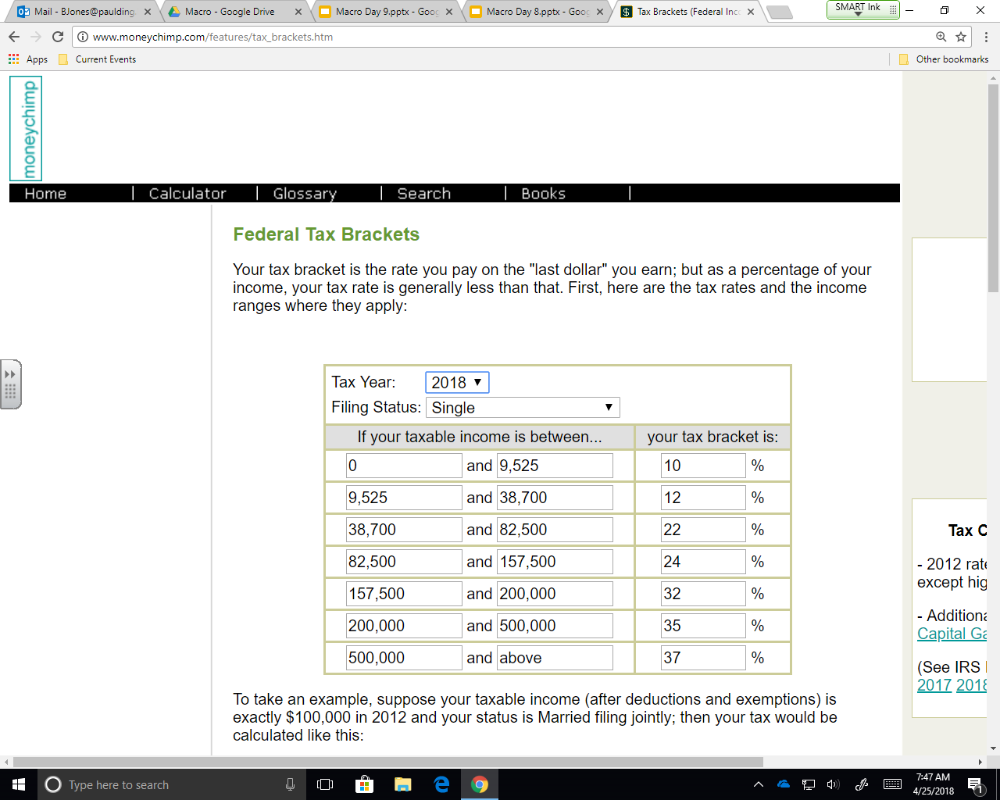 Mail - BJones@paulding
Macro - Google Drive
Macro Day 9.pptx - Goog
Macro Day 8.pptx - Goog
Tax Brackets (Federal Inc
SMART Ink
www.moneychimp.com/features/tax_brackets.htm
Apps
Current Events
Other bookmarks
moneychimp
Home | Calculator | Glossary | Search | Books |
Federal Tax Brackets
Your tax bracket is the rate you pay on the "last dollar" you earn; but as a percentage of your
income, your tax rate is generally less than that. First, here are the tax rates and the income
ranges where they apply:
Tax Year: 2018
Filing Status: Single
If your taxable income is between... your tax bracket is:
0 and 9,525 10 %
9,525 and 38,700 12 %
38,700 and 82,500 22 %
82,500 and 157,500 24 %
157,500 and 200,000 32 %
200,000 and 500,000 35 %
500,000 and above 37 %
To take an example, suppose your taxable income (after deductions and exemptions) is
exactly $100,000 in 2012 and your status is Married filing jointly; then your tax would be
calculated like this:
Tax C
- 2012 rate
except hig
- Additiona
Capital Ga
(See IRS
2017 2018
Type here to search
7:47 AM
4/25/2018
1